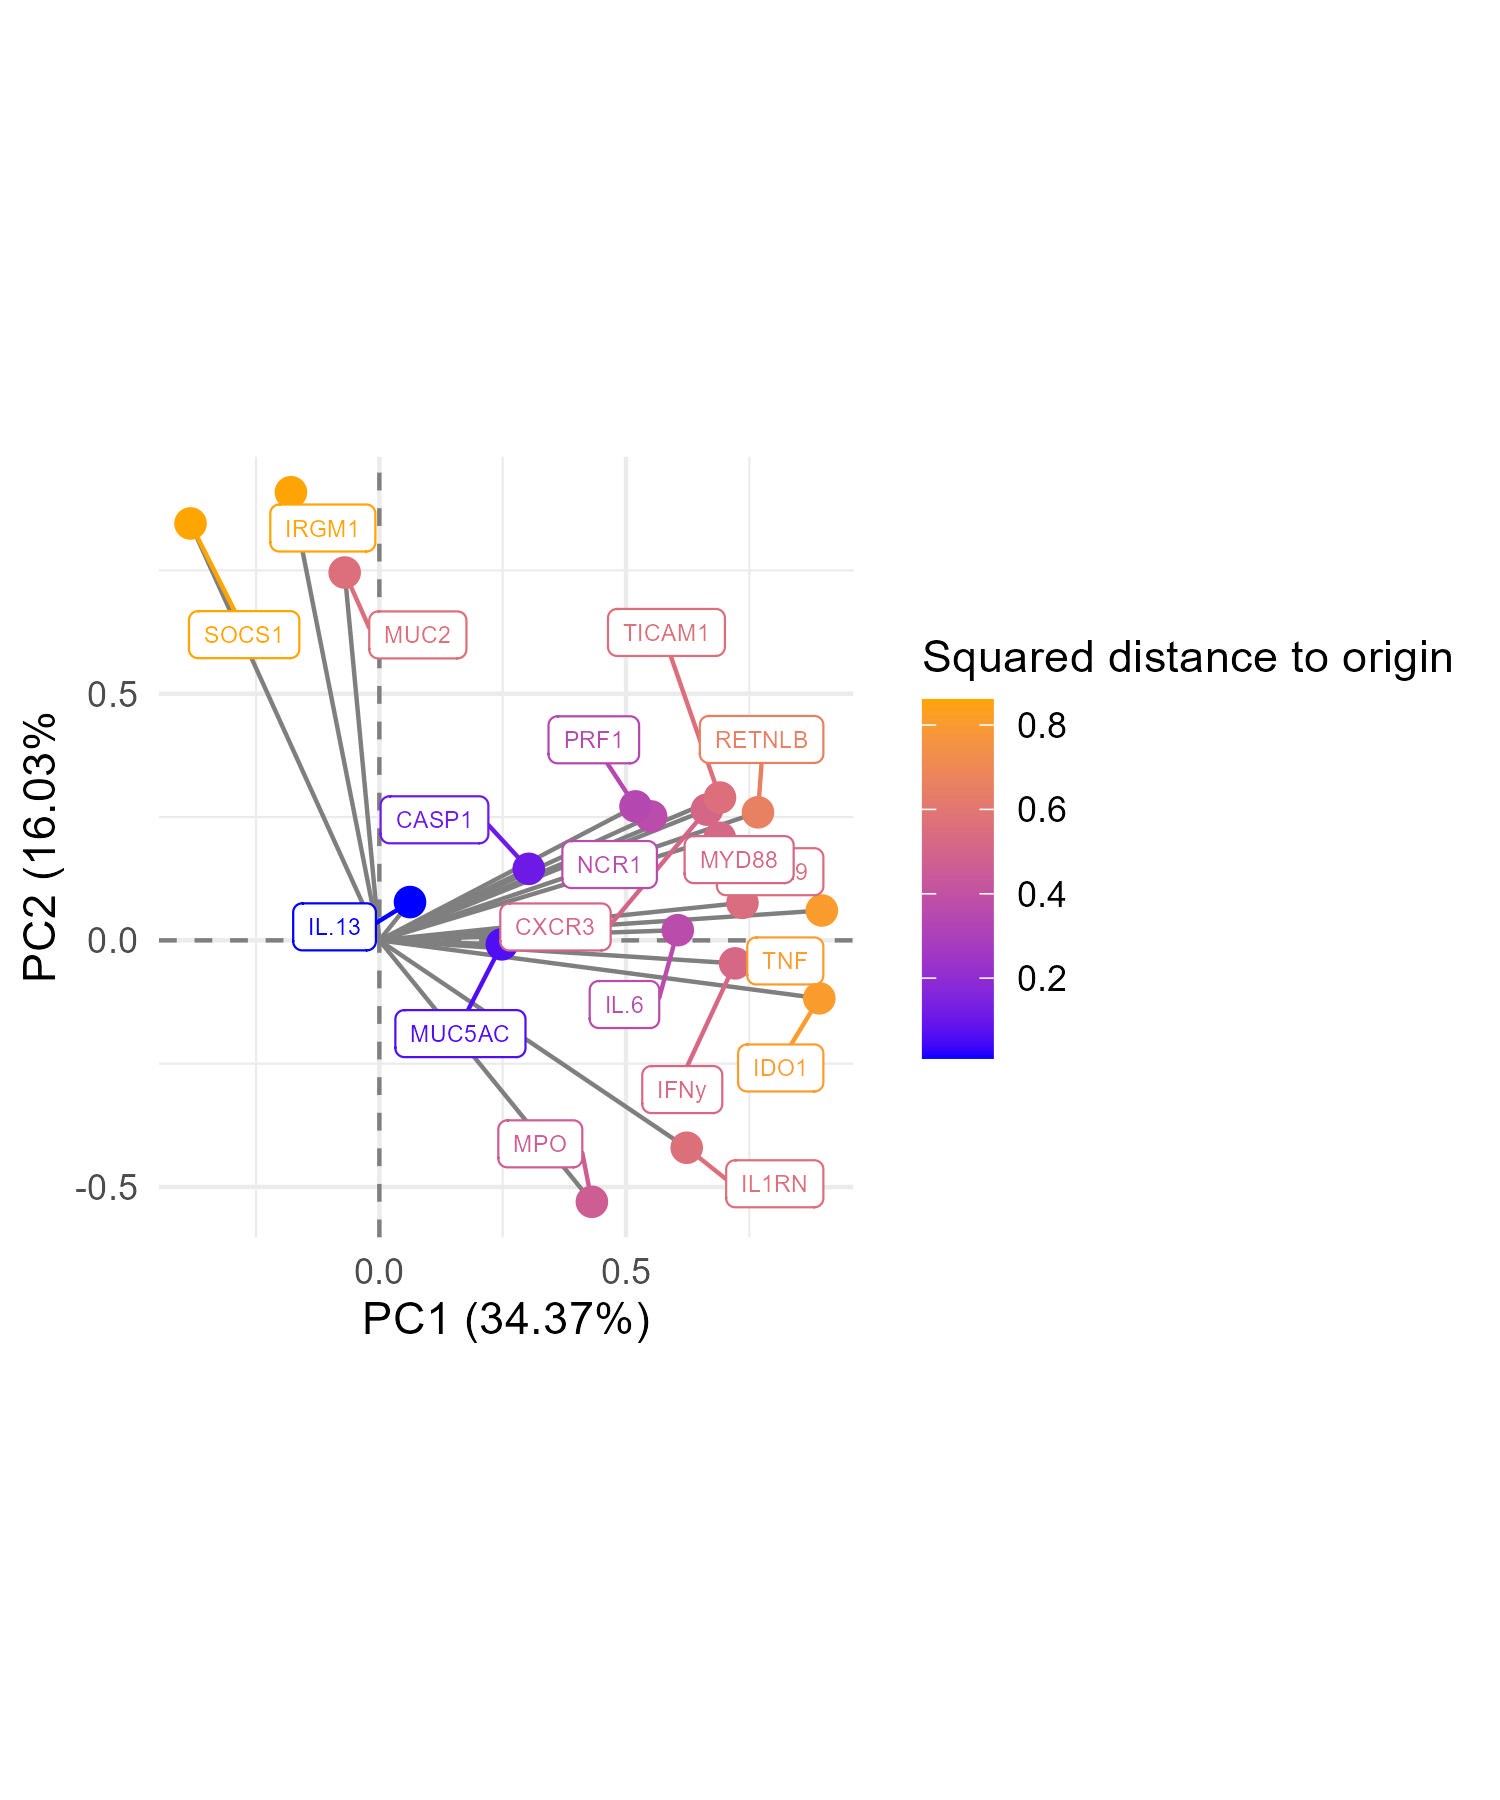 IRGM1
SOCS1
MUC2
TICAM1
PRF1
RETNLB
CASP1
NCR1
MYD88
9
IL.13
CXCR3
TNF
IL.6
MUC5AC
IDO1
IFNy
MPO
IL1RN
0.5
0.0
-0.5
PC2 (16.03%
0.0
0.5
PC1 (34.37%)
Squared distance to origin
0.8
0.6
0.4
0.2